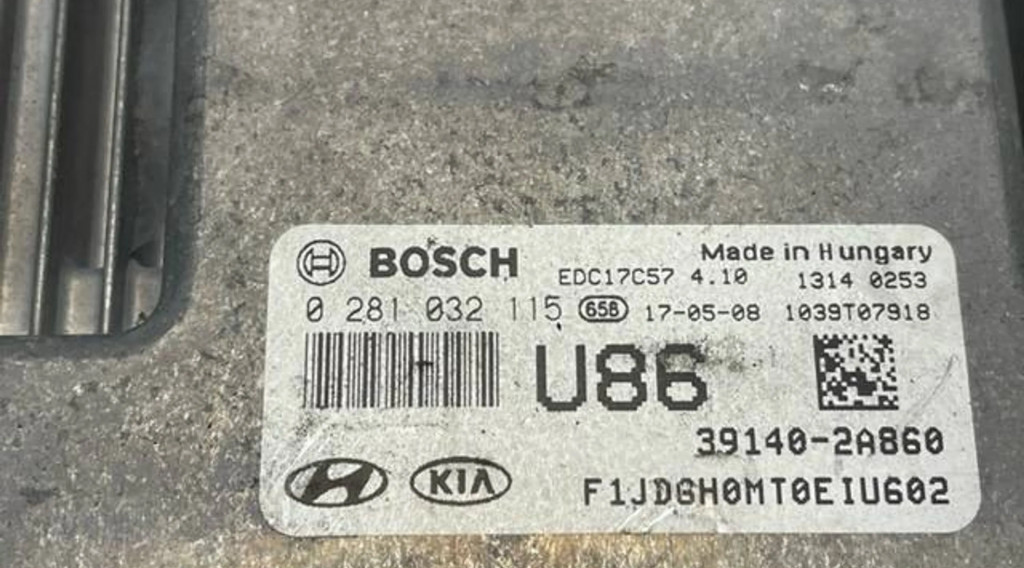 BOSCH
Made in Hungary
EDC17C57 4.10 1314 0253
0 281 032 115 658 17-05-08 1039T07918
U86
39140-2A860
KIA F1JDGH0MT0EIU602